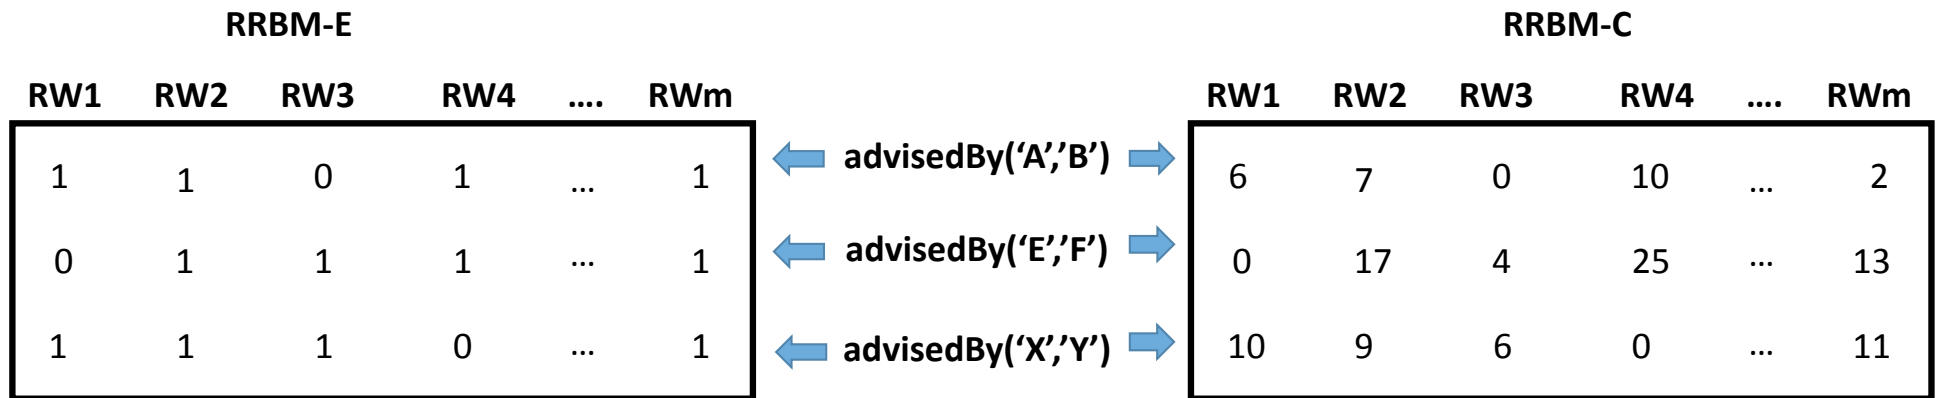 RRBM-E RRBM-C
RW1 RW2 RW3 RW4 .... RWm RW1 RW2 RW3 RW4 .... RWm
1 1 0 1 ... 1 advisedBy(‘A’,’B’) 6 7 0 10 ... 2
0 1 1 1 ... 1 advisedBy(‘E’,’F’) 0 17 4 25 ... 13
1 1 1 0 ... 1 advisedBy(‘X’,’Y’) 10 9 6 0 ... 11